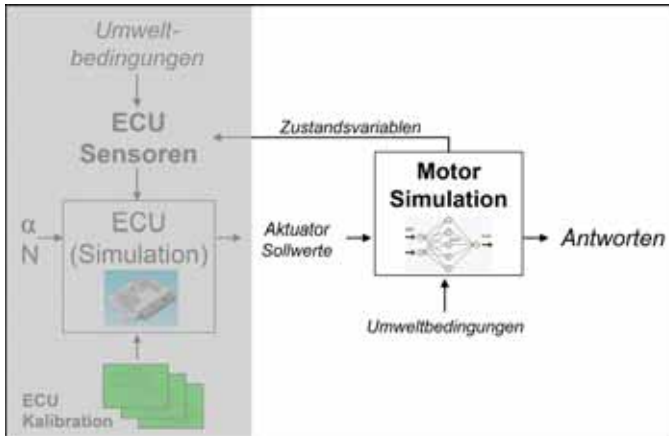 Umwelt-
bedingungen
ECU
Sensoren
Zustandsvariablen
α
N
ECU
(Simulation)
Aktuator
Sollwerte
Motor
Simulation
Antworten
Umweltbedingungen
ECU
Kalibration